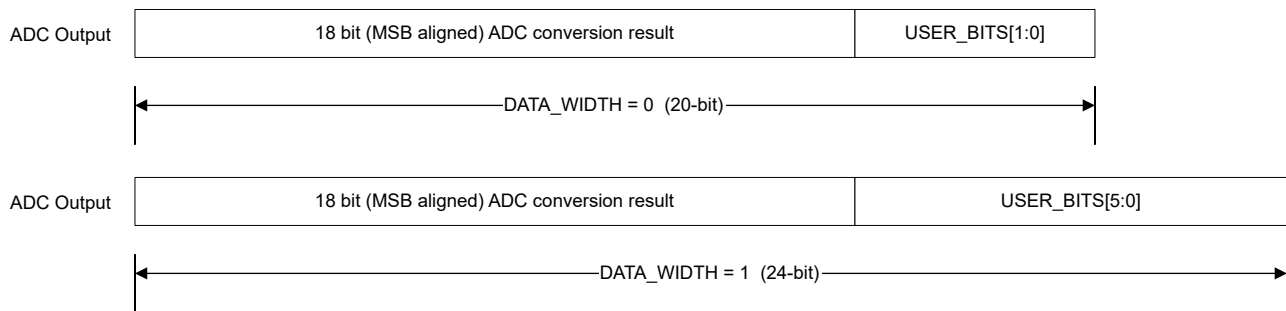 ADC Output 18 bit (MSB aligned) ADC conversion result USER_BITS[1:0]
DATA_WIDTH = 0 (20-bit)
ADC Output 18 bit (MSB aligned) ADC conversion result USER_BITS[5:0]
DATA_WIDTH = 1 (24-bit)